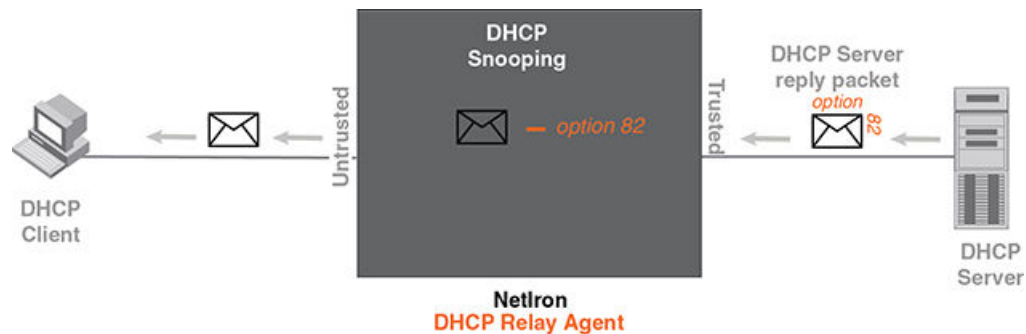 DHCP
Snooping
DHCP Server
reply packet
option
82
Untrusted
– option 82
Trusted
DHCP
Client
DHCP
Server
NetIron
DHCP Relay Agent